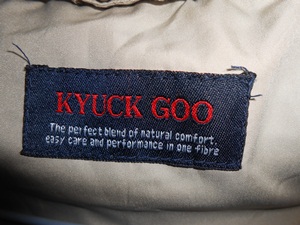 KYUCK GOO
The perfect blend of natural comfort,
easy care and performance in one fibre